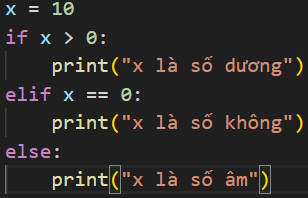 x = 10
if x > 0:
    print("x là số dương")
elif x == 0:
    print("x là số không")
else:
    print("x là số âm")